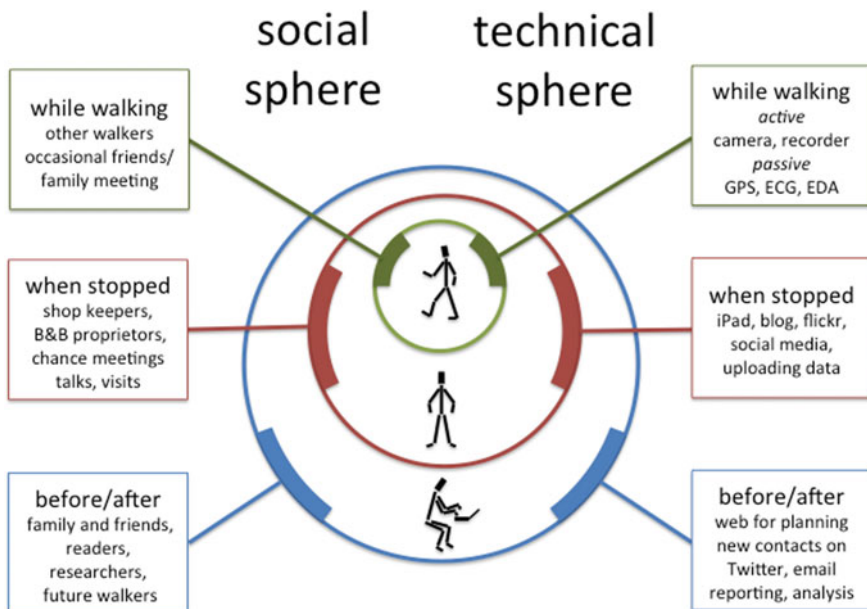 social
sphere
technical
sphere
while walking
other walkers
occasional friends/
family meeting
while walking
active
camera, recorder
passive
GPS, ECG, EDA
when stopped
shop keepers,
B&B proprietors,
chance meetings
talks, visits
when stopped
iPad, blog, flickr,
social media,
uploading data
before/after
family and friends,
readers,
researchers,
future walkers
before/after
web for planning
new contacts on
Twitter, email
reporting, analysis